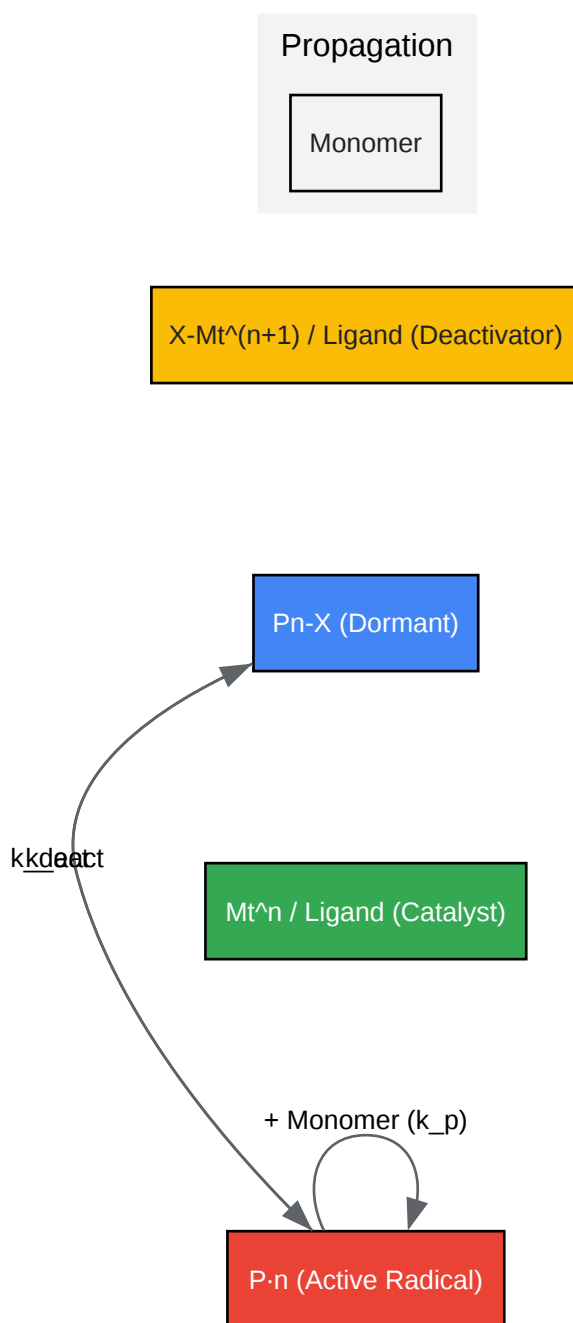 Propagation
Monomer
X-Mt^(n+1) / Ligand (Deactivator)
Pn-X (Dormant)
Mt^n / Ligand (Catalyst)
+ Monomer (k_p)
P·n (Active Radical)